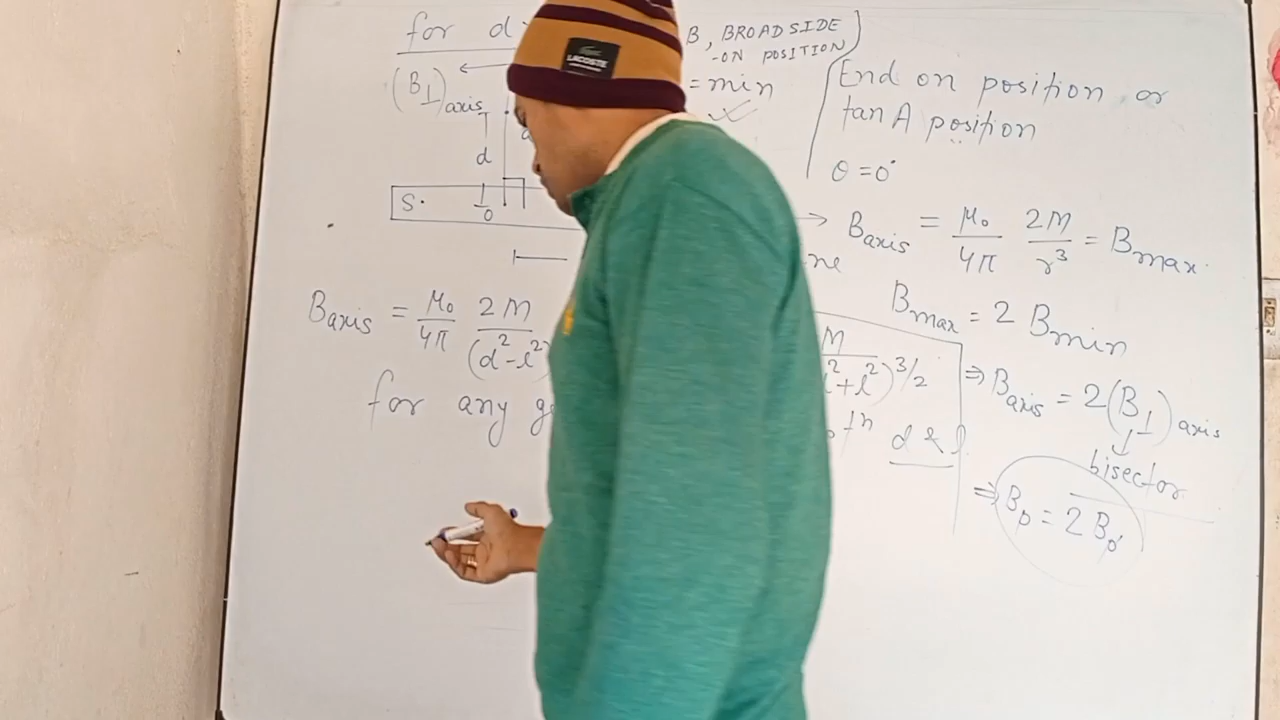 for d
B, BROADSIDE
-ON POSITION)
(B⊥)axis
= min
d
S.
O
Baxis = μ₀/4π 2M/(d²-l²)
for any
M
l²+l²)^3/2
d & l
End on position or
tan A position
θ = 0°
→ Baxis = μ₀/4π 2M/r³ = Bmax.
Bmax = 2 Bmin
⇒ Baxis = 2(B⊥)axis
bisector
⇒ Bp = 2 Bp'
LACOSTE